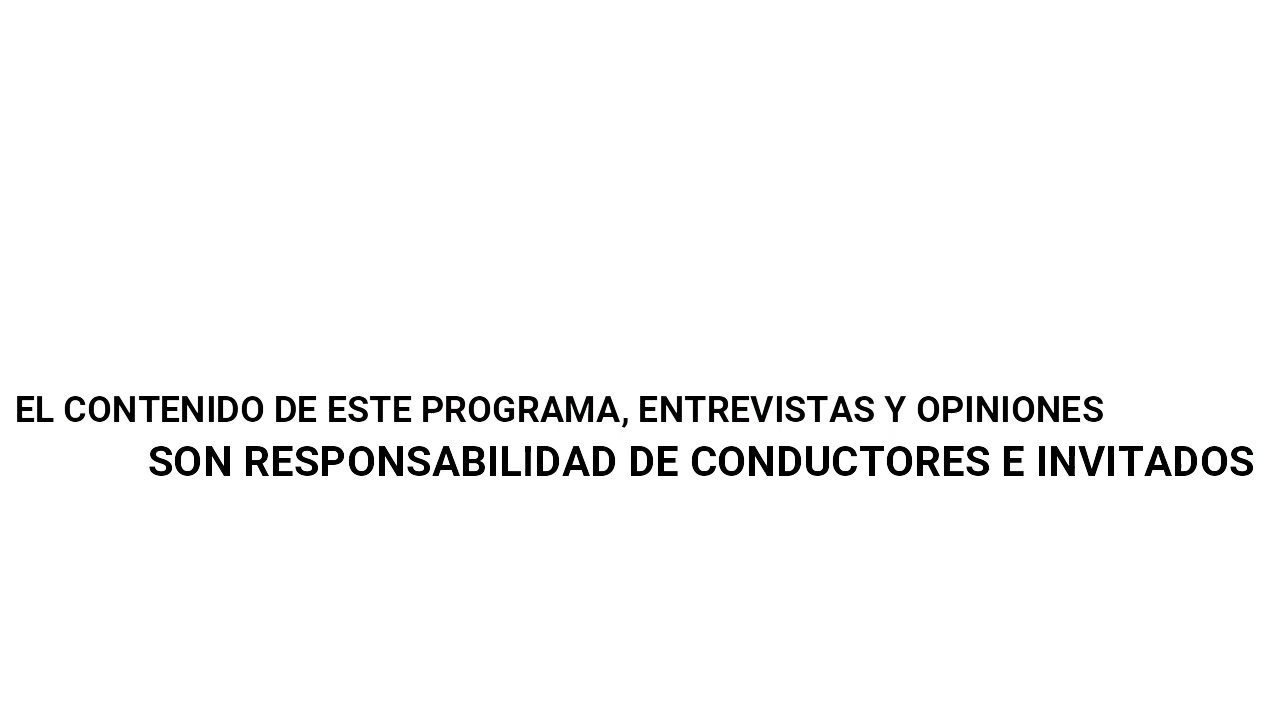 EL CONTENIDO DE ESTE PROGRAMA, ENTREVISTAS Y OPINIONES
SON RESPONSABILIDAD DE CONDUCTORES E INVITADOS